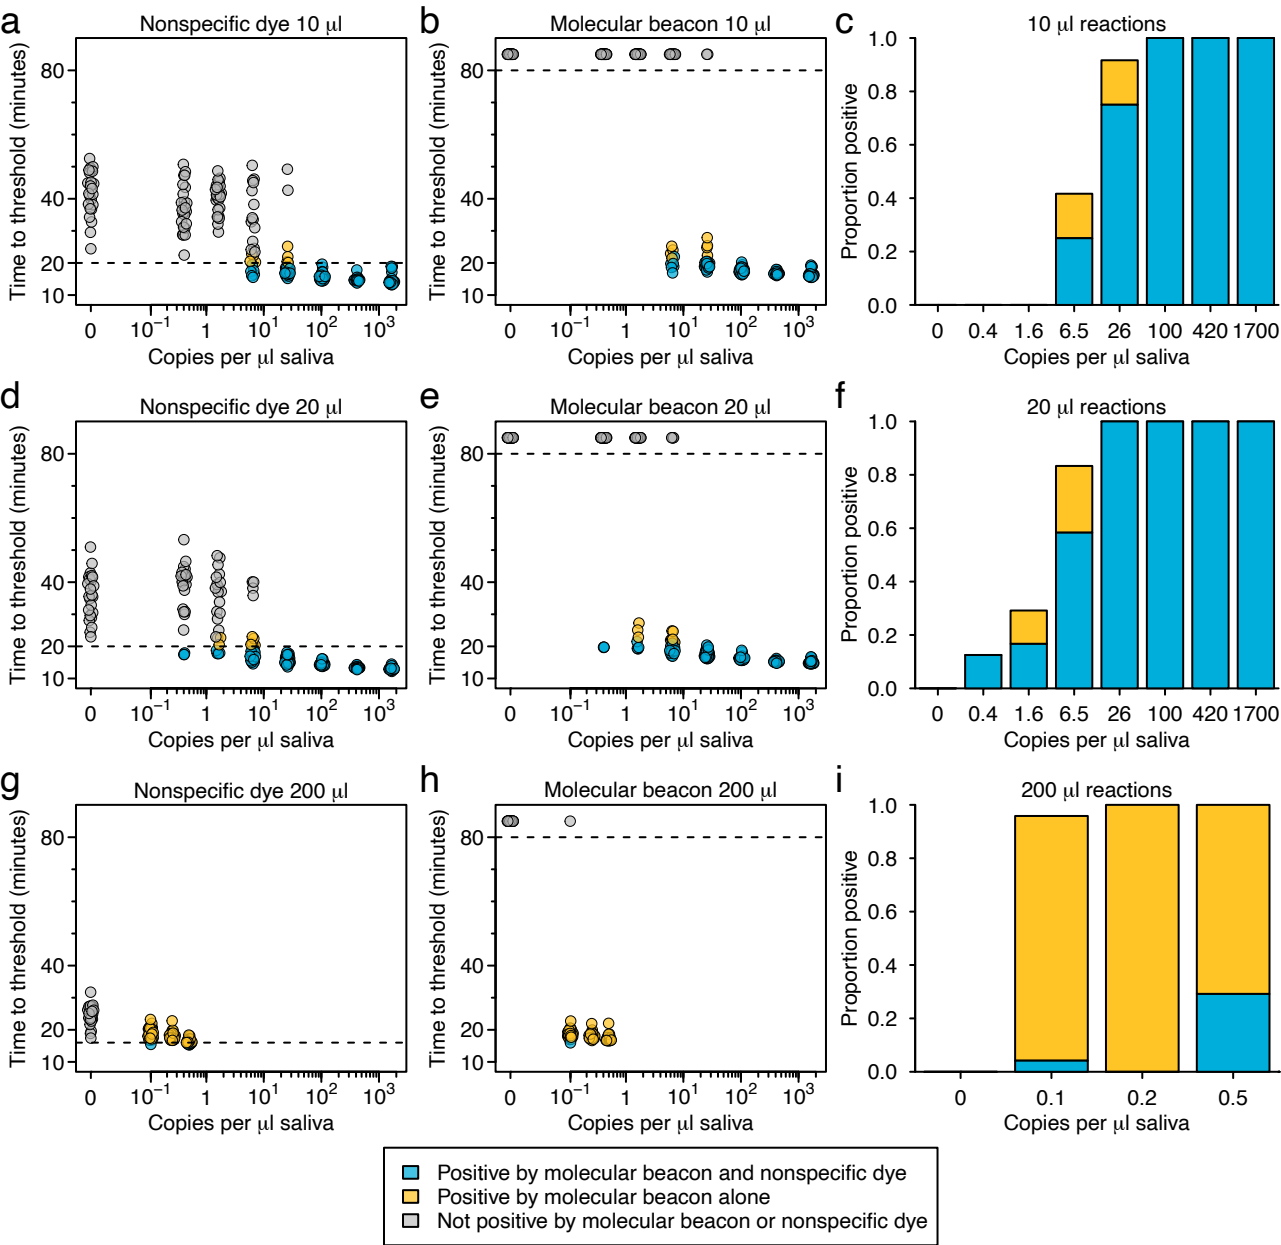 a
Nonspecific dye 10 µl
Time to threshold (minutes)
80
40
20
10
0 10⁻¹ 1 10¹ 10² 10³
Copies per µl saliva
b
Molecular beacon 10 µl
Time to threshold (minutes)
80
40
20
10
0 10⁻¹ 1 10¹ 10² 10³
Copies per µl saliva
c
10 µl reactions
Proportion positive
1.0
0.8
0.6
0.4
0.2
0.0
0 0.4 1.6 6.5 26 100 420 1700
Copies per µl saliva
d
Nonspecific dye 20 µl
Time to threshold (minutes)
80
40
20
10
0 10⁻¹ 1 10¹ 10² 10³
Copies per µl saliva
e
Molecular beacon 20 µl
Time to threshold (minutes)
80
40
20
10
0 10⁻¹ 1 10¹ 10² 10³
Copies per µl saliva
f
20 µl reactions
Proportion positive
1.0
0.8
0.6
0.4
0.2
0.0
0 0.4 1.6 6.5 26 100 420 1700
Copies per µl saliva
g
Nonspecific dye 200 µl
Time to threshold (minutes)
80
40
20
10
0 10⁻¹ 1 10¹ 10² 10³
Copies per µl saliva
h
Molecular beacon 200 µl
Time to threshold (minutes)
80
40
20
10
0 10⁻¹ 1 10¹ 10² 10³
Copies per µl saliva
i
200 µl reactions
Proportion positive
1.0
0.8
0.6
0.4
0.2
0.0
0 0.1 0.2 0.5
Copies per µl saliva
Positive by molecular beacon and nonspecific dye
Positive by molecular beacon alone
Not positive by molecular beacon or nonspecific dye